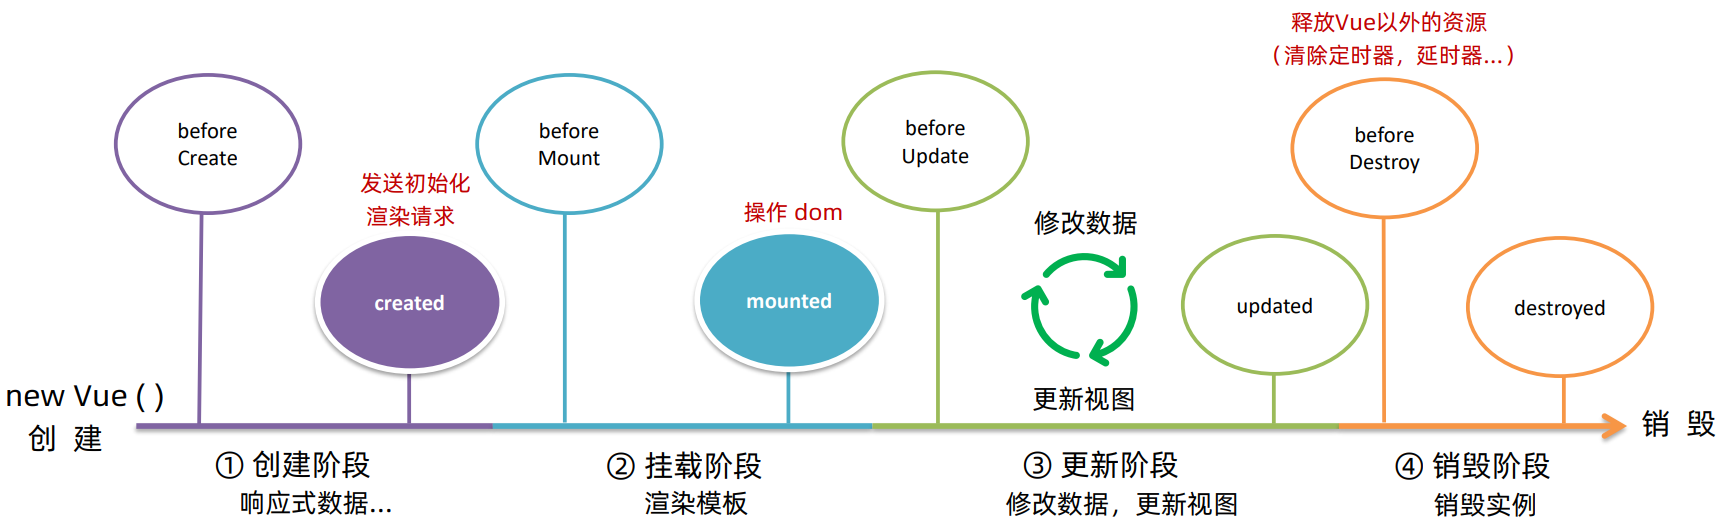 释放Vue以外的资源
（清除定时器，延时器...）
before
Create
before
Mount
before
Update
before
Destroy
发送初始化
渲染请求
操作 dom
修改数据
created
mounted
updated
destroyed
更新视图
new Vue ( )
创 建
销 毁
① 创建阶段
响应式数据...
② 挂载阶段
渲染模板
③ 更新阶段
修改数据，更新视图
④ 销毁阶段
销毁实例